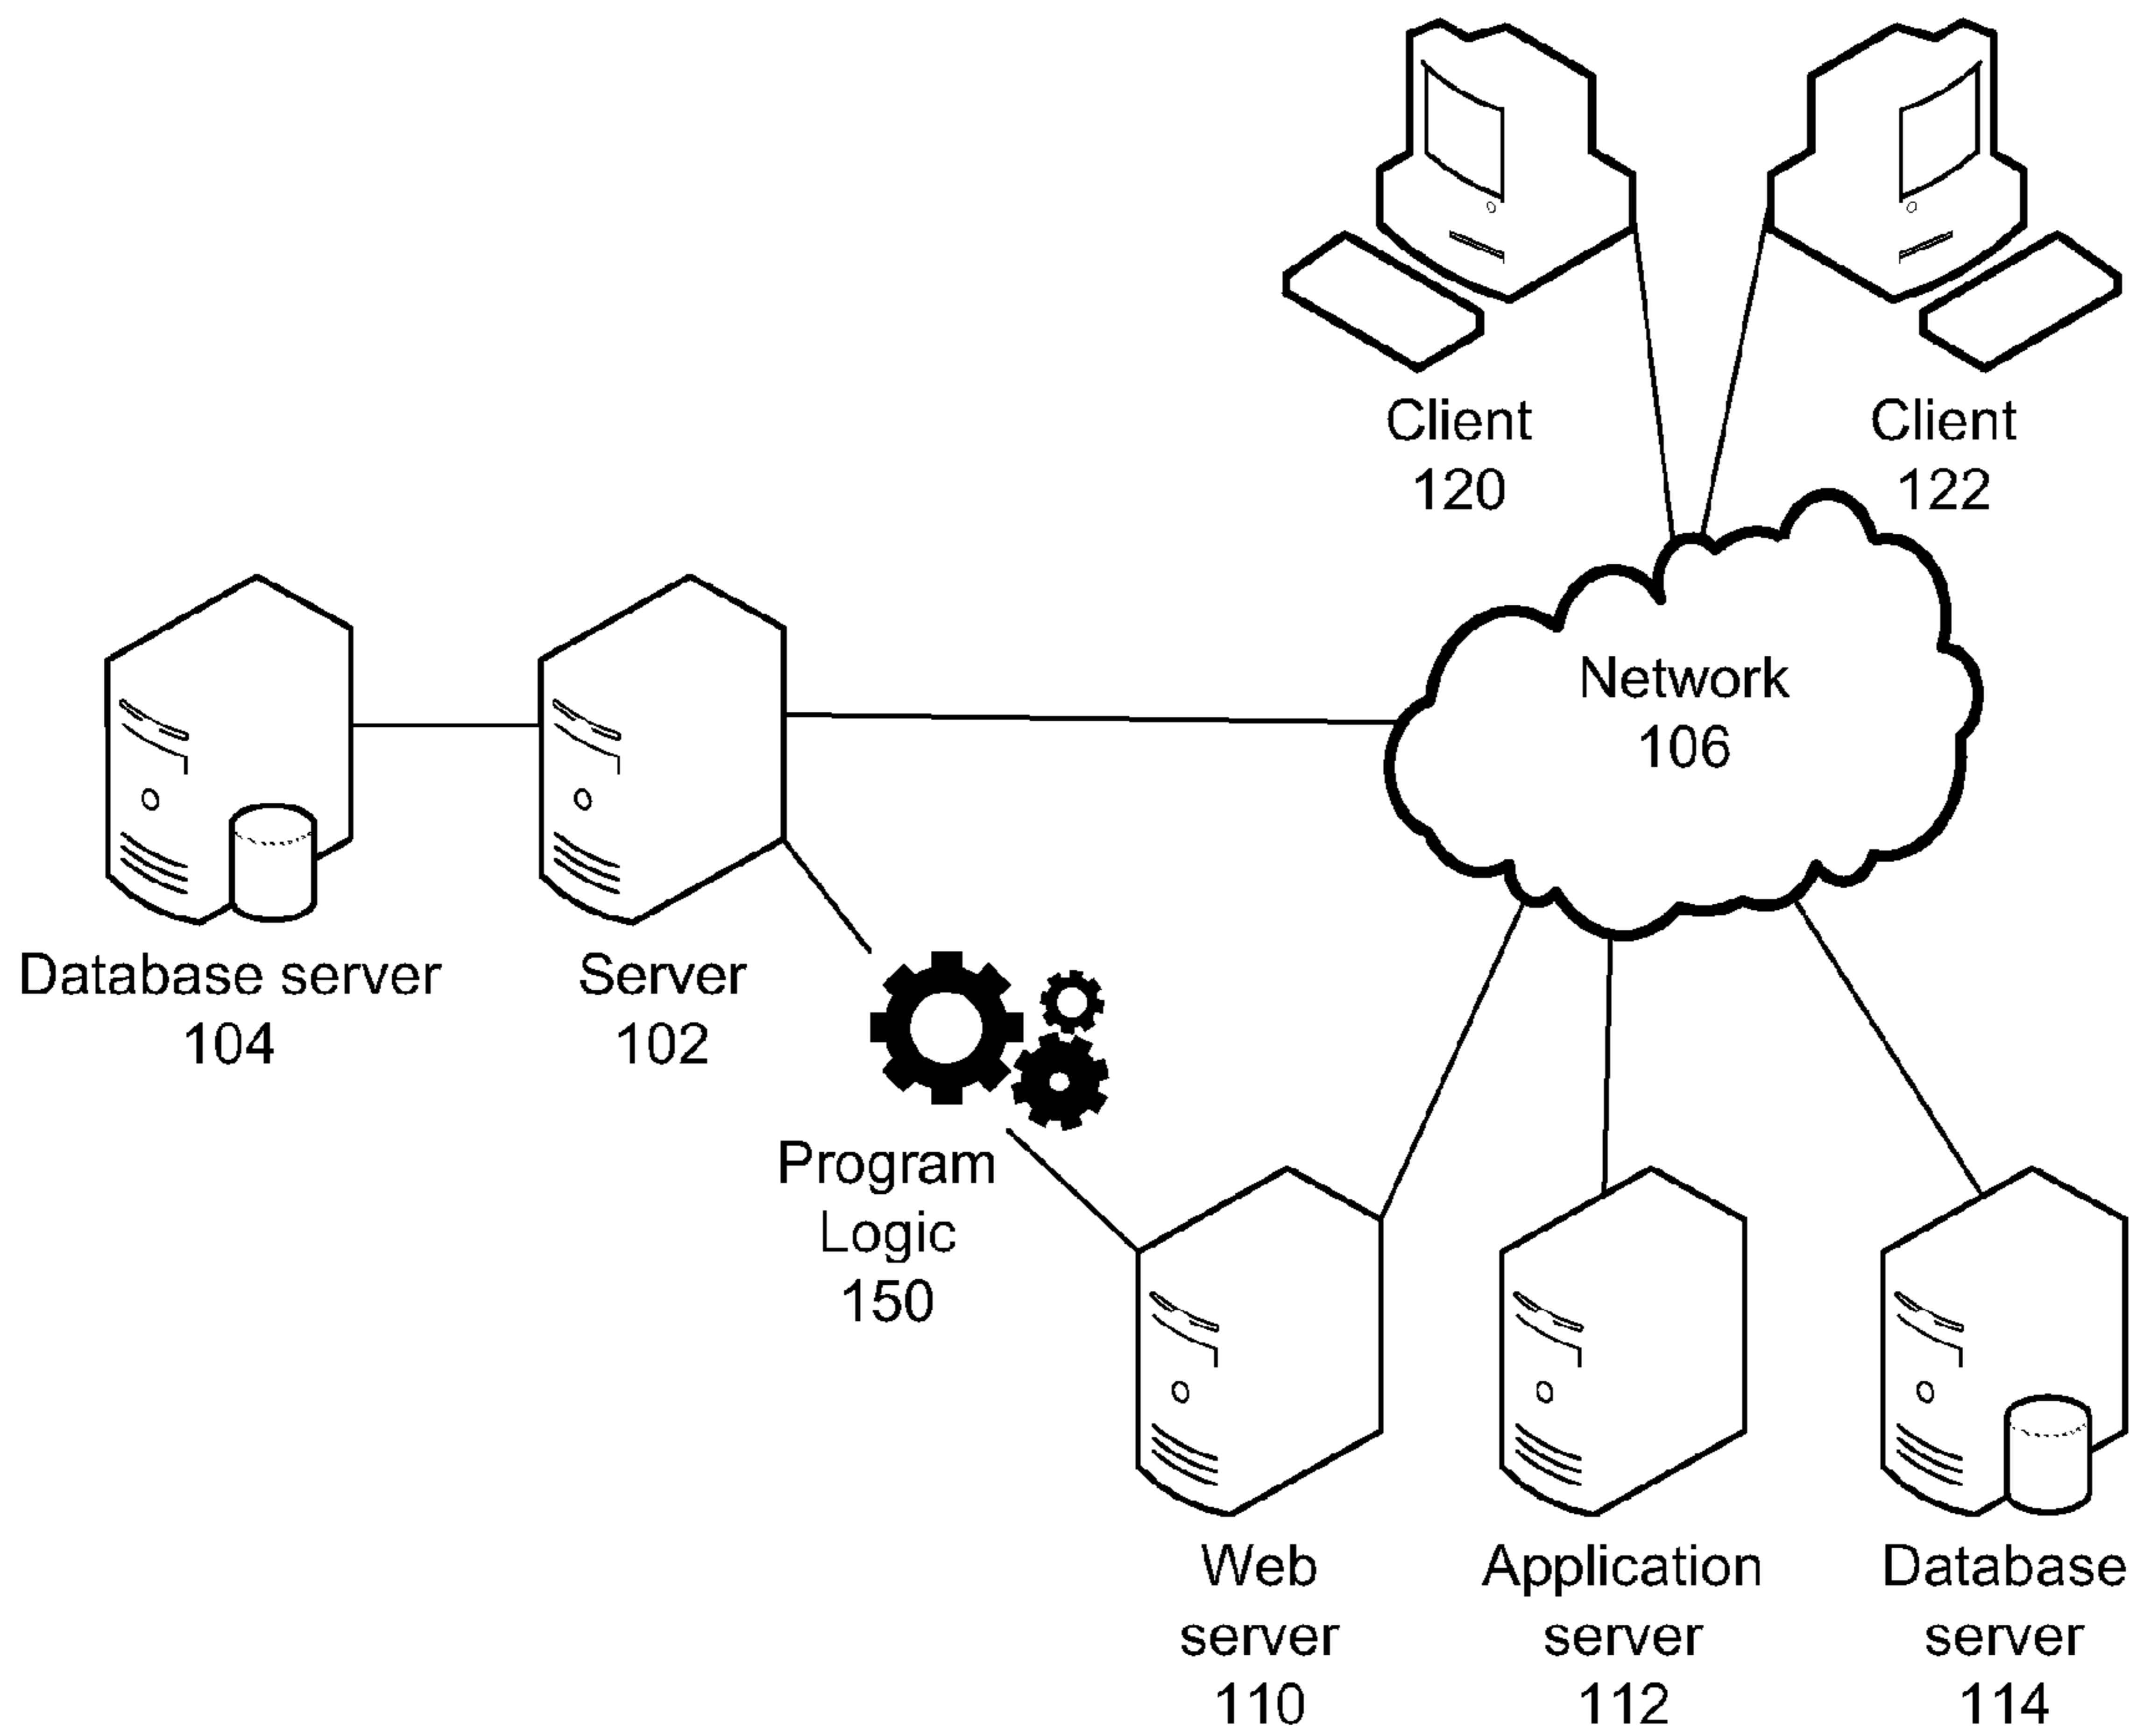 Client
120
Client
122
Network
106
Database server
104
Server
102
Program
Logic
150
Web
server
110
Application
server
112
Database
server
114